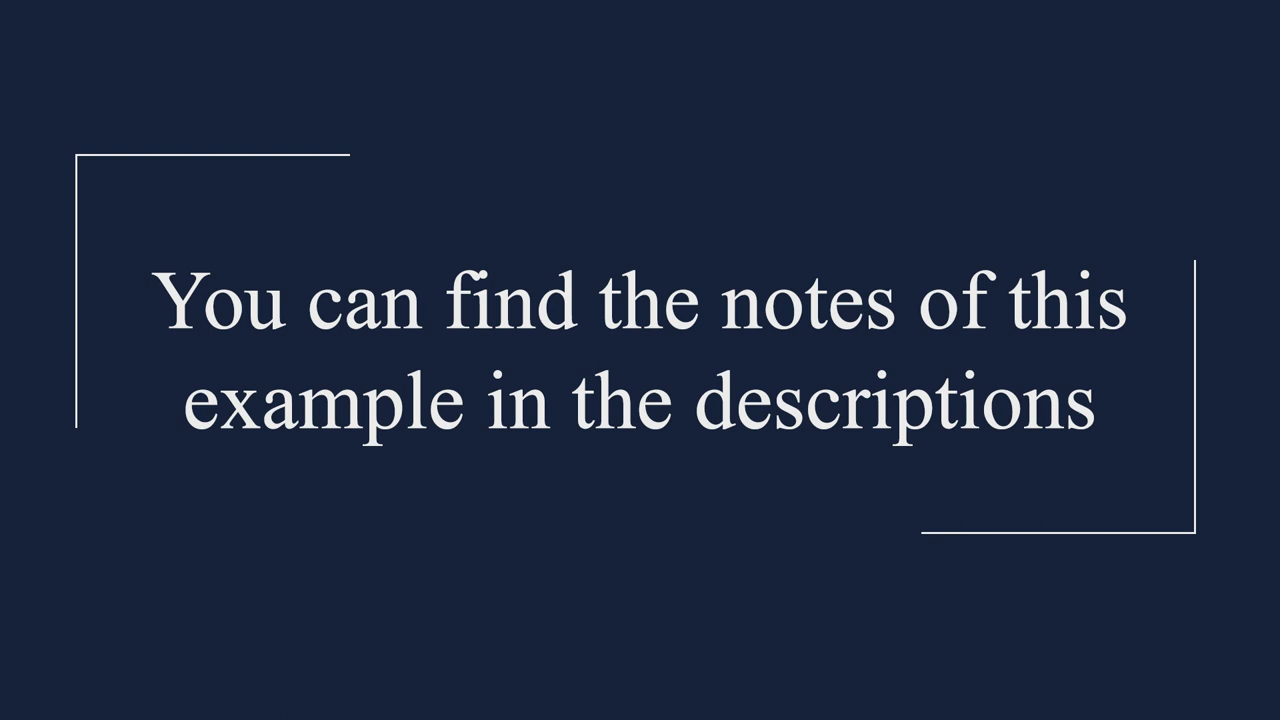 You can find the notes of this
example in the descriptions